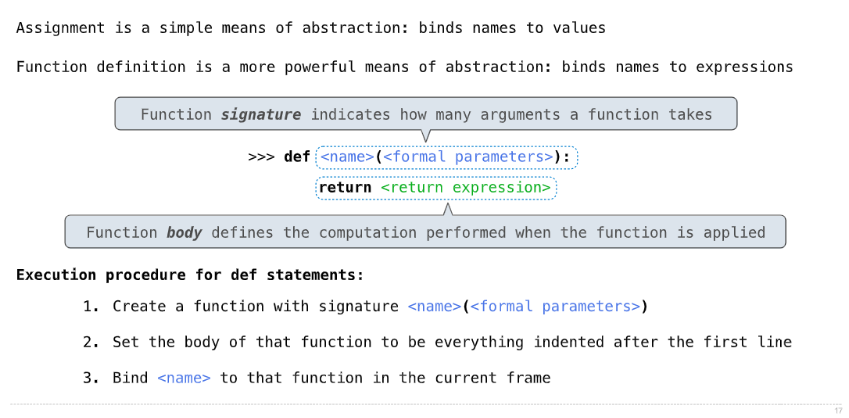 Assignment is a simple means of abstraction: binds names to values
Function definition is a more powerful means of abstraction: binds names to expressions
Function signature indicates how many arguments a function takes
>>> def <name>(<formal parameters>):
return <return expression>
Function body defines the computation performed when the function is applied
Execution procedure for def statements:
1. Create a function with signature <name>(<formal parameters>)
2. Set the body of that function to be everything indented after the first line
3. Bind <name> to that function in the current frame
17